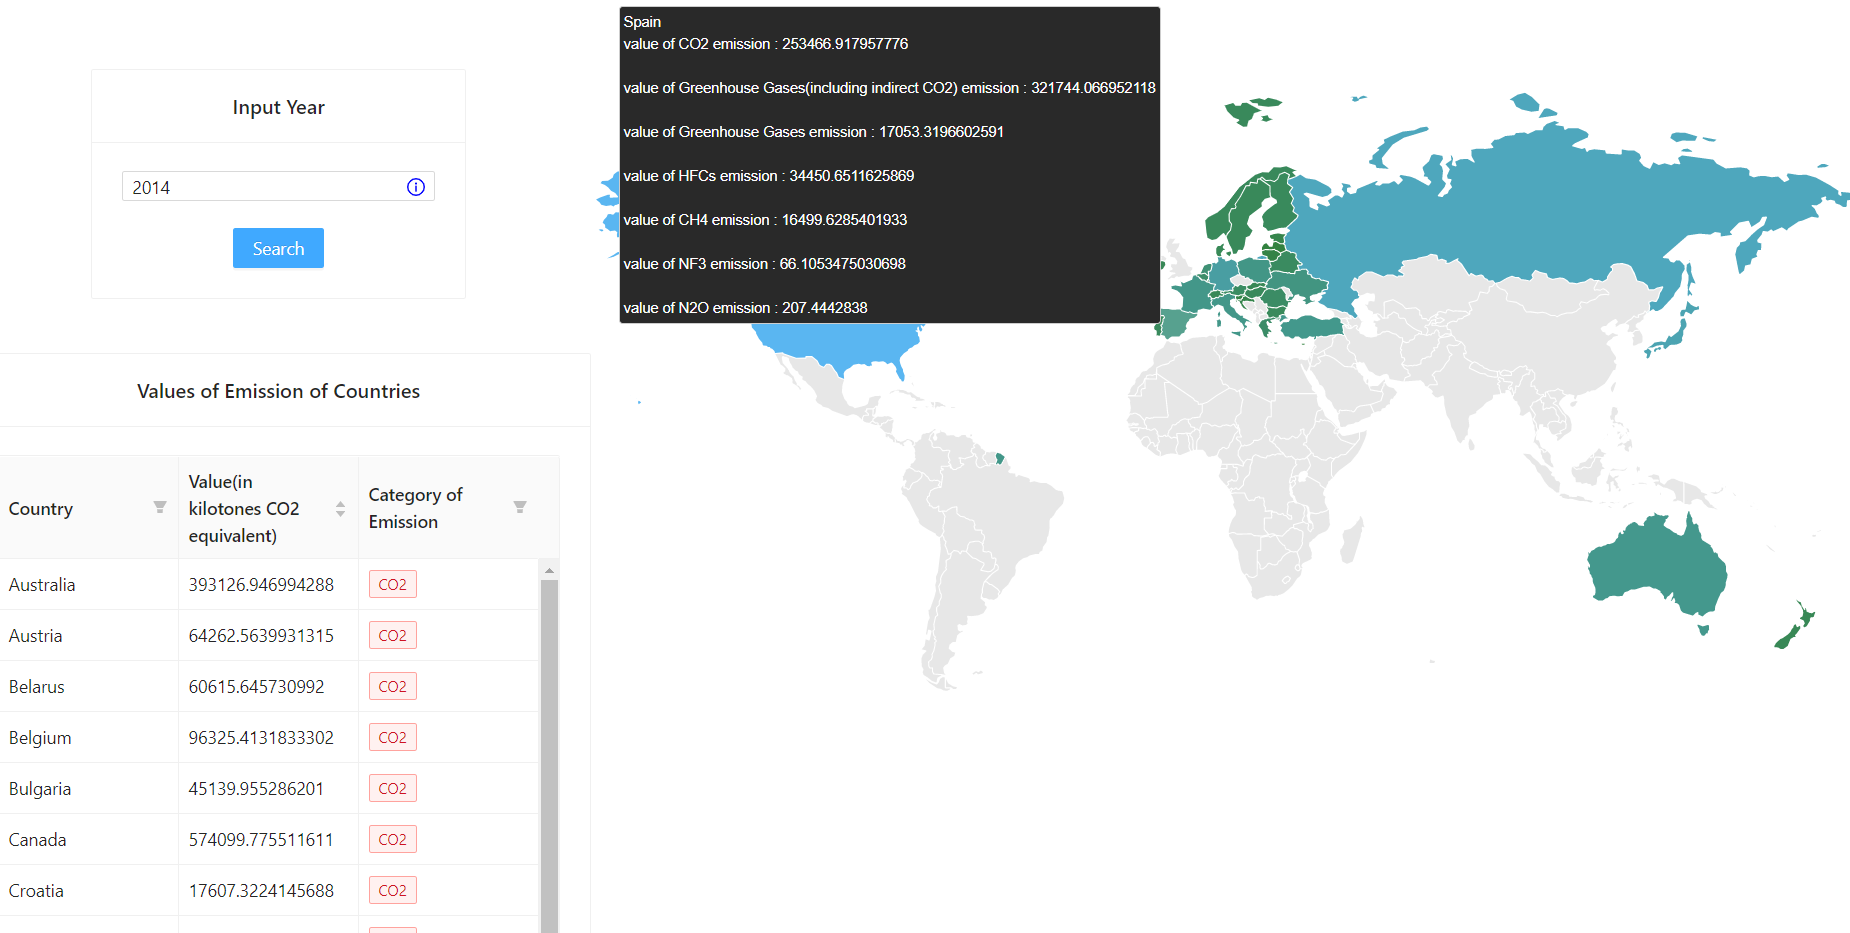 Input Year
2014
Search
Values of Emission of Countries
Country
Value(in
kilotones CO2
equivalent)
Category of
Emission
Australia 393126.946994288 CO2
Austria 64262.5639931315 CO2
Belarus 60615.645730992 CO2
Belgium 96325.4131833302 CO2
Bulgaria 45139.955286201 CO2
Canada 574099.775511611 CO2
Croatia 17607.3224145688 CO2
Spain
value of CO2 emission : 253466.917957776
value of Greenhouse Gases(including indirect CO2) emission : 321744.066952118
value of Greenhouse Gases emission : 17053.3196602591
value of HFCs emission : 34450.6511625869
value of CH4 emission : 16499.6285401933
value of NF3 emission : 66.1053475030698
value of N2O emission : 207.4442838